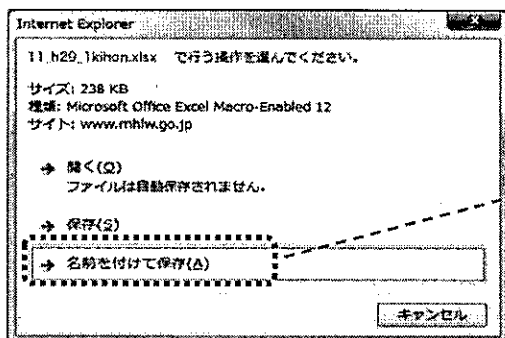 Internet Explorer
11_h29_1kihon.xlsx で行う操作を選んでください。
サイズ: 238 KB
種類: Microsoft Office Excel Macro-Enabled 12
サイト: www.mhlw.go.jp
→ 開く(O)
ファイルは自動保存されません。
→ 保存(S)
→ 名前を付けて保存(A)
キャンセル